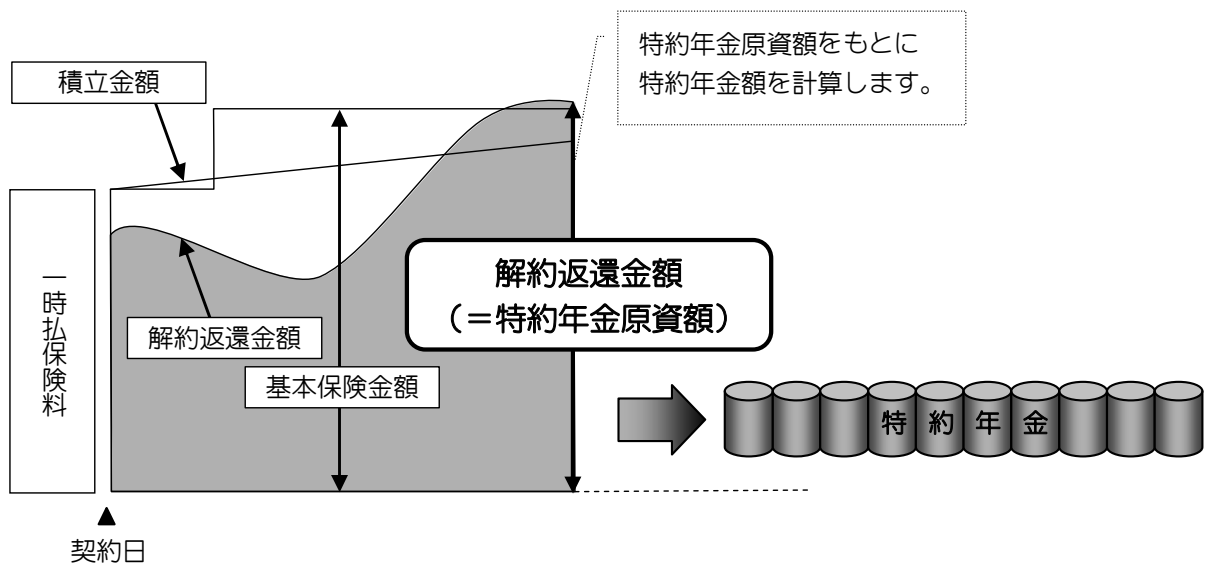 特約年金原資額をもとに
特約年金額を計算します。
積立金額
一時払保険料
解約返還金額
(=特約年金原資額)
解約返還金額
基本保険金額
特約年金
▲
契約日